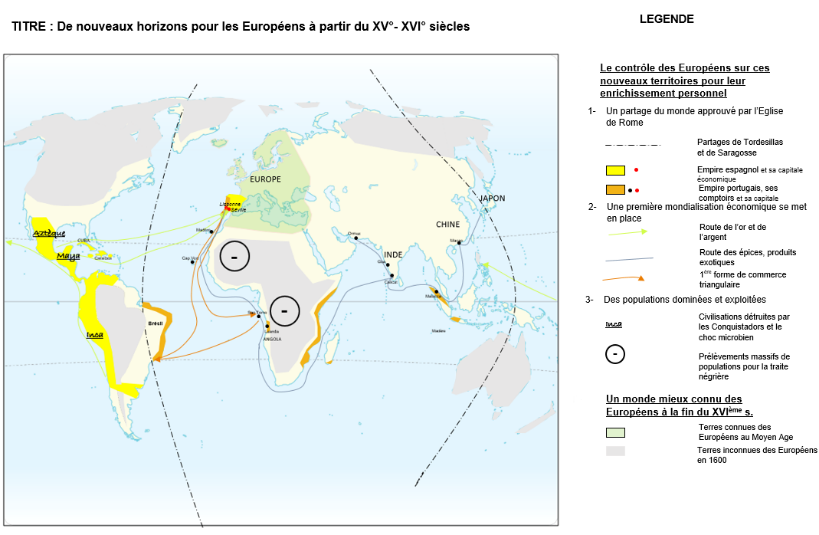 TITRE : De nouveaux horizons pour les Européens à partir du XV°- XVI° siècles
LEGENDE
Le contrôle des Européens sur ces
nouveaux territoires pour leur
enrichissement personnel
1- Un partage du monde approuvé par l'Eglise
de Rome
Partages de Tordesillas
et de Saragosse
Empire espagnol et sa capitale
économique
Empire portugais, ses
comptoirs et sa capitale
2- Une première mondialisation économique se met
en place
Route de l'or et de
l'argent
Route des épices, produits
exotiques
1ère forme de commerce
triangulaire
3- Des populations dominées et exploitées
Inca
Civilisations détruites par
les Conquistadors et le
choc microbien
-
Prélèvements massifs de
populations pour la traite
négrière
Un monde mieux connu des
Européens à la fin du XVIème s.
Terres connues des
Européens au Moyen Age
Terres inconnues des Européens
en 1600
EUROPE
Lisbonne
Séville
JAPON
CHINE
INDE
Aztèque
Maya
CUBA
Inca
Brésil
ANGOLA
-
-